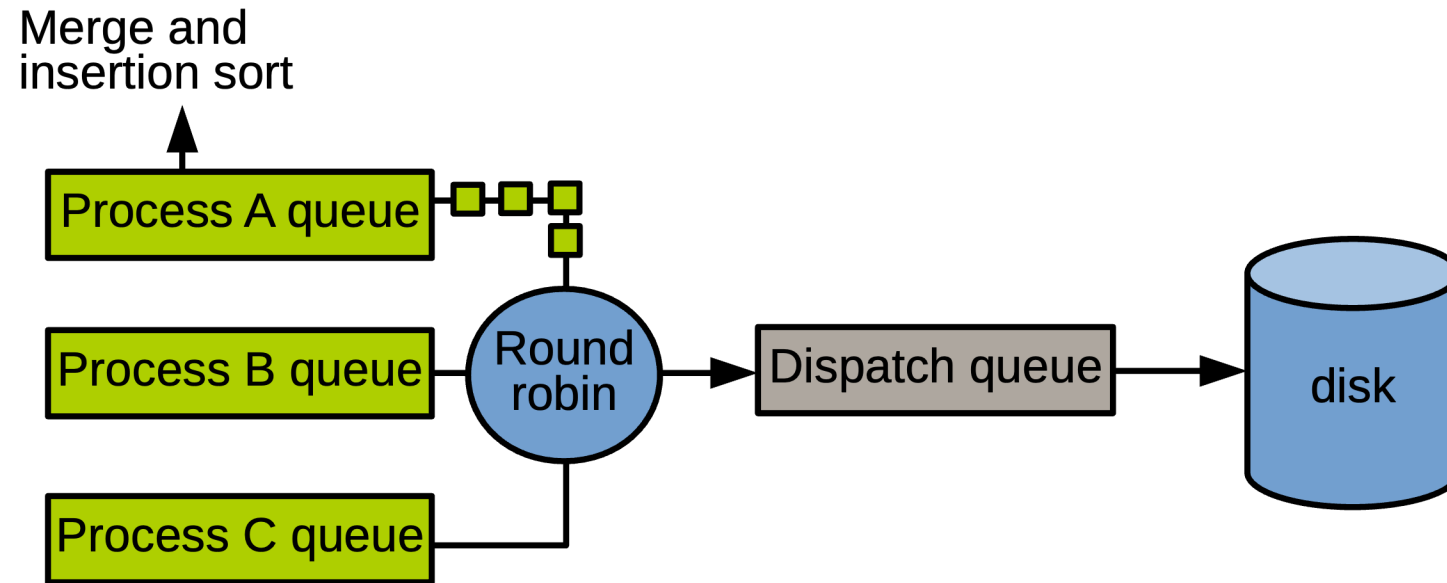 Merge and
insertion sort
Process A queue
Process B queue
Round
robin
Dispatch queue
disk
Process C queue